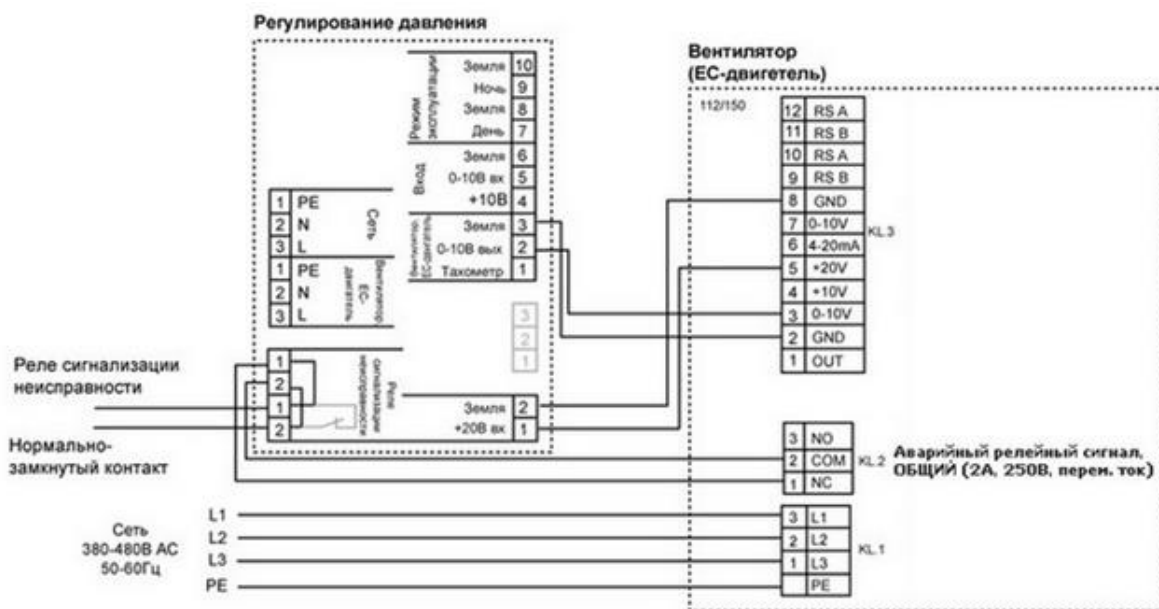 Регулирование давления
Земля 10
Ночь 9
Земля 8
День 7
Режим эксплуатации
Земля 6
0-10В вх 5
+10В 4
Вход
Земля 3
0-10В вых 2
Тахометр 1
Вентилятор
ЕС-двигатель
1 PE
2 N
3 L
Сеть
1 PE
2 N
3 L
Вентилятор
ЕС-
двигатель
3
2
1
1
2
1
2
Реле
сигнализации
неисправности
Земля 2
+20В вх 1
Реле сигнализации
неисправности
Нормально-
замкнутый контакт
Вентилятор
(ЕС-двигетель)
112/150
12 RS A
11 RS B
10 RS A
9 RS B
8 GND
7 0-10V
6 4-20mA
5 +20V
4 +10V
3 0-10V
2 GND
1 OUT
KL.3
3 NO
2 COM
1 NC
KL.2
Аварийный релейный сигнал,
ОБЩИЙ (2А, 250В, перем. ток)
3 L1
2 L2
1 L3
PE
KL.1
Сеть
380-480В АС
50-60Гц
L1
L2
L3
PE